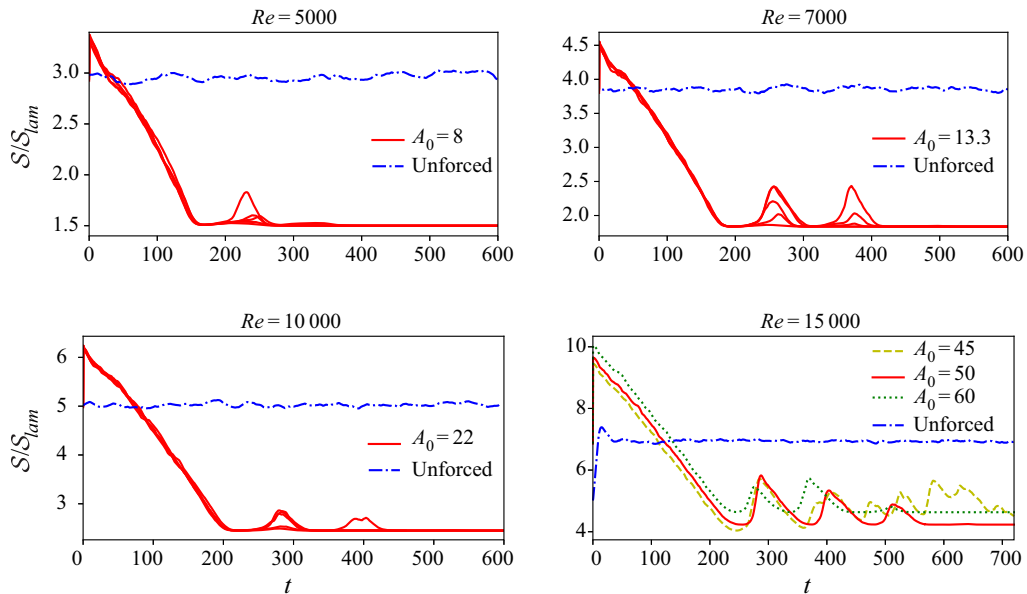 Re = 5000
3.0
2.5
2.0
1.5
S/S_lam
A_0 = 8
Unforced
0 100 200 300 400 500 600
Re = 7000
4.5
4.0
3.5
3.0
2.5
2.0
A_0 = 13.3
Unforced
0 100 200 300 400 500 600
Re = 10 000
6
5
4
3
S/S_lam
A_0 = 22
Unforced
0 100 200 300 400 500 600
t
Re = 15 000
10
8
6
4
A_0 = 45
A_0 = 50
A_0 = 60
Unforced
0 100 200 300 400 500 600 700
t